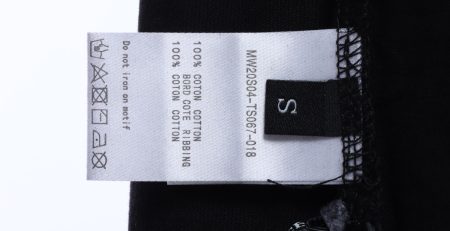 MW20S04-TS067-018
100% COTON COTTON
BORD COTE RIBBING
100% COTON COTTON
Do not iron on motif
S